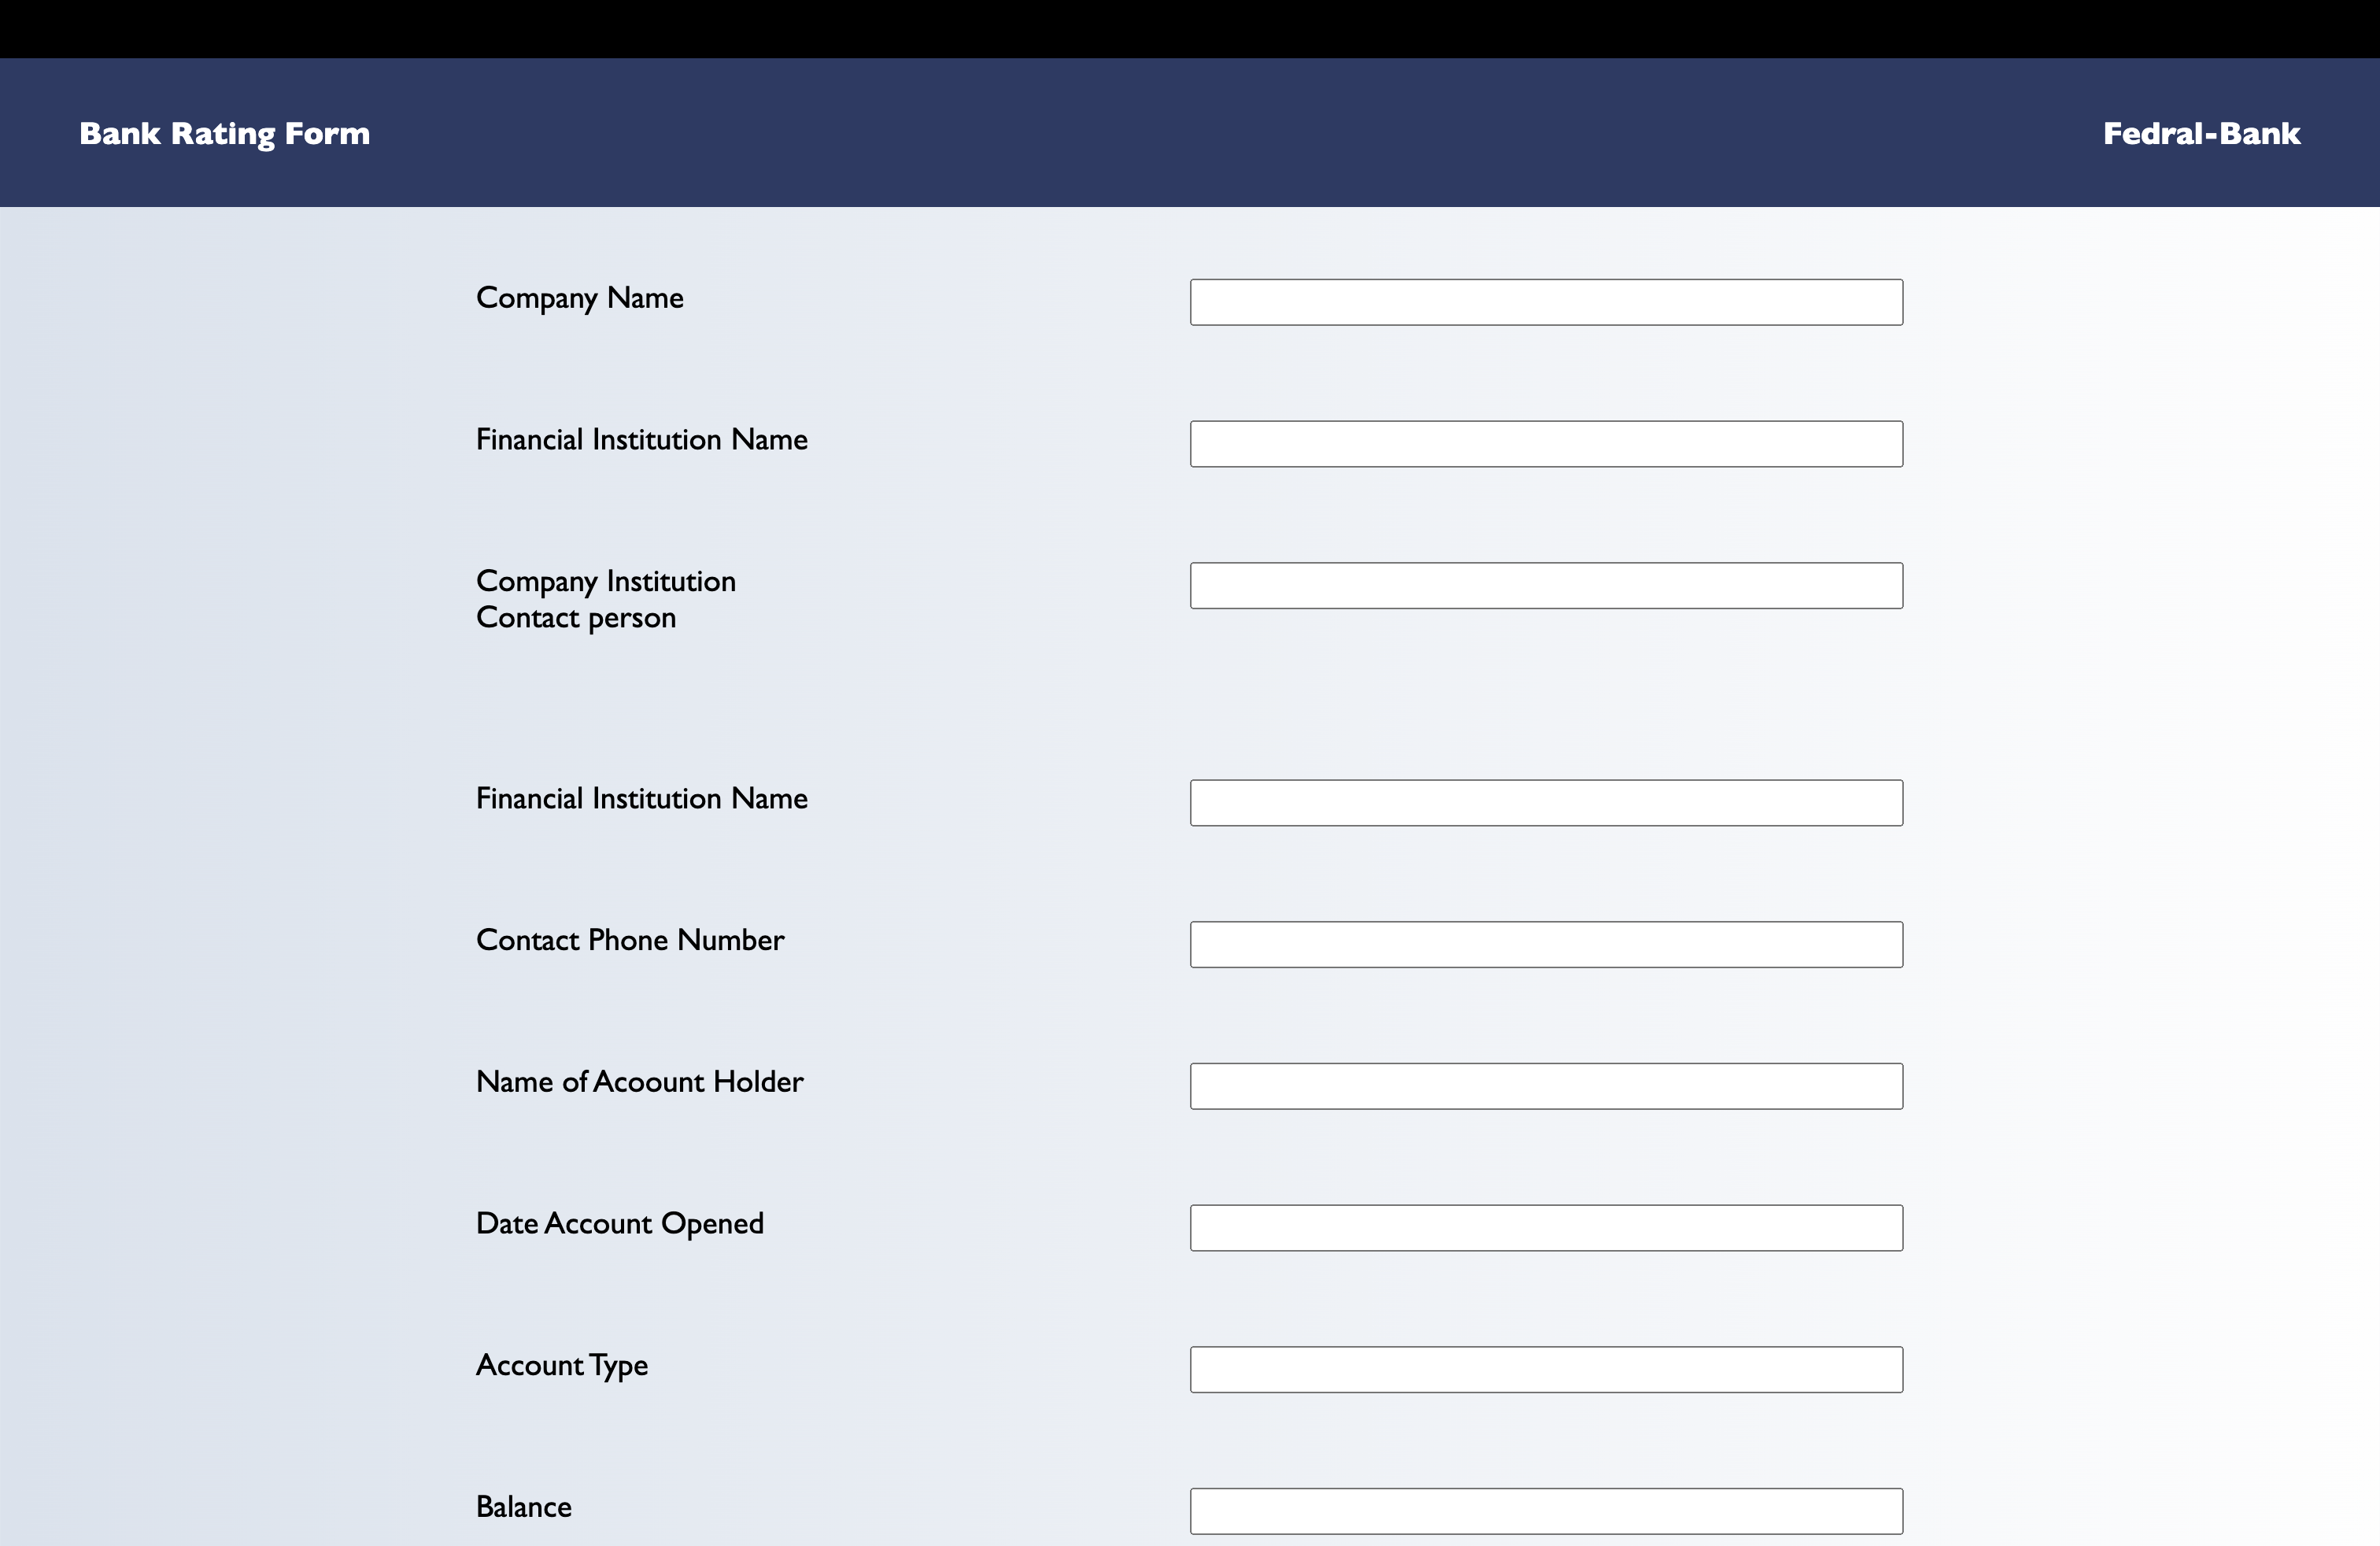 Bank Rating Form
Fedral-Bank
Company Name
Financial Institution Name
Company Institution
Contact person
Financial Institution Name
Contact Phone Number
Name of Acoount Holder
Date Account Opened
Account Type
Balance